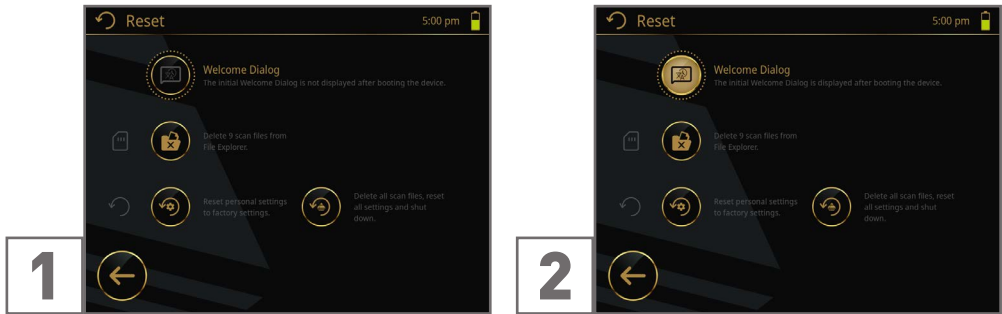 Reset 5:00 pm
Welcome Dialog
The initial Welcome Dialog is not displayed after booting the device.
Delete 9 scan files from
File Explorer.
Reset personal settings
to factory settings.
Delete all scan files, reset
all settings and shut
down.
1
Reset 5:00 pm
Welcome Dialog
The initial Welcome Dialog is displayed after booting the device.
Delete 9 scan files from
File Explorer.
Reset personal settings
to factory settings.
Delete all scan files, reset
all settings and shut
down.
2